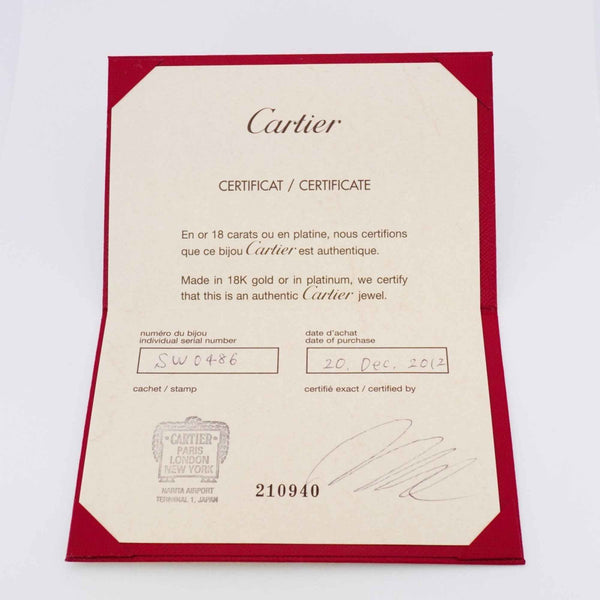 Cartier
CERTIFICAT / CERTIFICATE
En or 18 carats ou en platine, nous certifions
que ce bijou Cartier est authentique.
Made in 18K gold or in platinum, we certify
that this is an authentic Cartier jewel.
numéro du bijou
individual serial number
SW0486
date d'achat
date of purchase
20. Dec. 2012
cachet / stamp
certifié exact / certified by
CARTIER
PARIS
LONDON
NEW YORK
NARITA AIRPORT
TERMINAL 1. JAPAN
210940